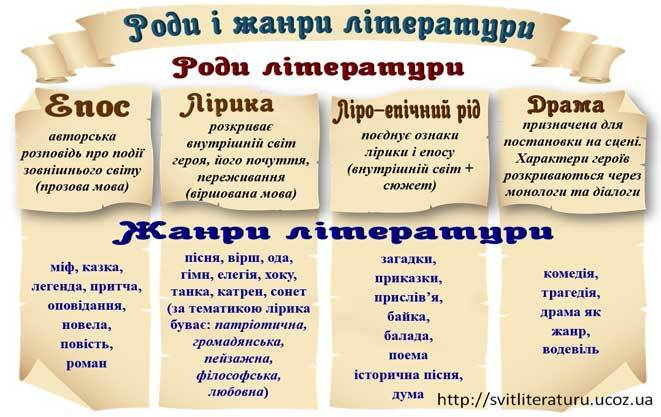 Роди і жанри літератури
Роди літератури
Епос
авторська
розповідь про події
зовнішнього світу
(прозова мова)
Лірика
розкриває
внутрішній світ
героя, його почуття,
переживання
(віршована мова)
Ліро-епічний рід
поєднує ознаки
лірики і епосу
(внутрішній світ +
сюжет)
Драма
призначена для
постановки на сцені.
Характери героїв
розкриваються через
монологи та діалоги
Жанри літератури
міф, казка,
легенда, притча,
оповідання,
новела,
повість,
роман
пісня, вірш, ода,
гімн, елегія, хоку,
танка, катрен, сонет
(за тематикою лірика
буває: патріотична,
громадянська,
пейзажна,
філософська,
любовна)
загадки,
приказки,
прислів’я,
байка,
балада,
поема
історична пісня,
дума
комедія,
трагедія,
драма як
жанр,
водевіль
http://svitliteraturu.ucoz.ua